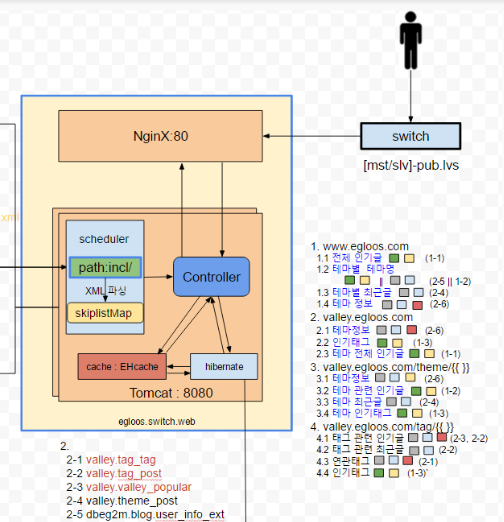 NginX:80
switch
[mst/slv]-pub.lvs
xml
scheduler
path:incl/
XML 파싱
skiplistMap
Controller
cache : EHcache
hibernate
Tomcat : 8080
egloos.switch.web
1. www.egloos.com
1.1 전체 인기글 (1-1)
1.2 테마별 테마명
|| (2-5 || 1-2)
1.3 테마별 최근글 (2-4)
1.4 테마 정보 (2-6)
2. valley.egloos.com
2.1 테마정보 (2-6)
2.2 인기태그 (1-3)
2.3 테마 전체 인기글 (1-1)
3. valley.egloos.com/theme/{{ }}
3.1 테마정보 (2-6)
3.2 테마 관련 인기글 (1-2)
3.3 테마 최근글 (2-4)
3.4 테마 인기태그 (1-3)
4. valley.egloos.com/tag/{{ }}
4.1 태그 관련 인기글 (2-3, 2-2)
4.2 태그 관련 최근글 (2-2)
4.3 연관태그 (2-1)
4.4 인기태그 (1-3)`
2.
2-1 valley.tag_tag
2-2 valley.tag_post
2-3 valley.valley_popular
2-4 valley.theme_post
2-5 dbeg2m.blog.user_info_ext